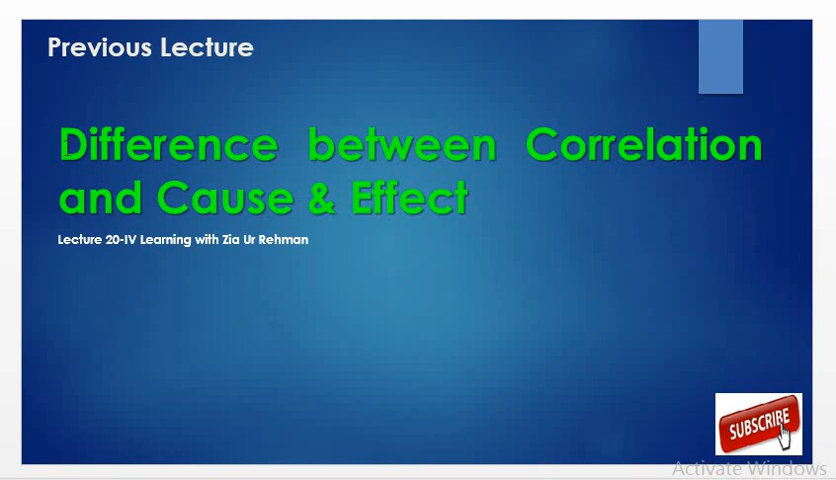 Previous Lecture
Difference between Correlation
and Cause & Effect
Lecture 20-IV Learning with Zia Ur Rehman
SUBSCRIBE
Activate Windows